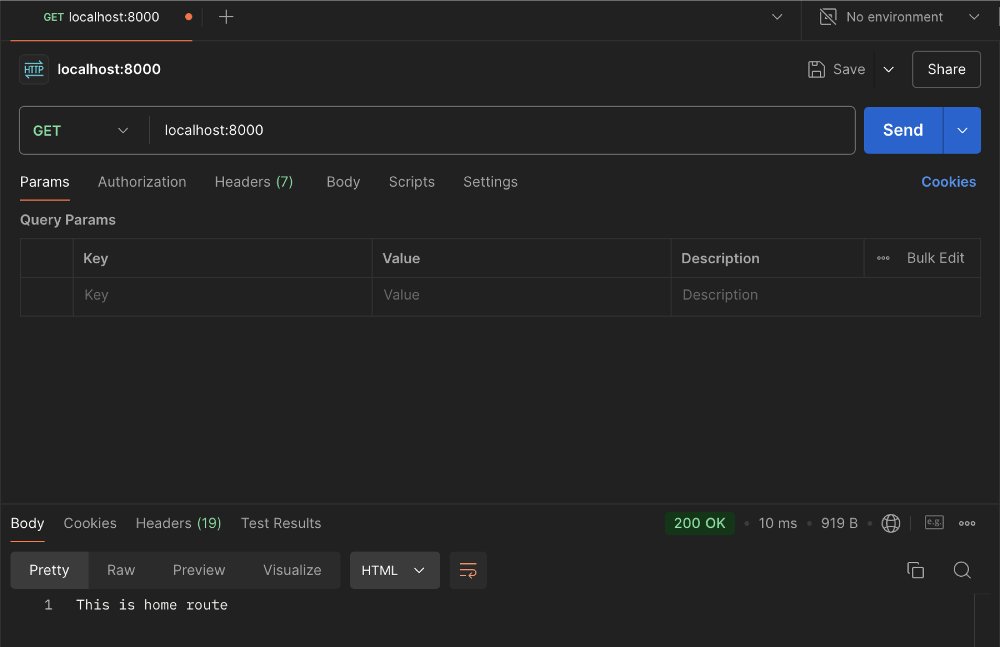 GET localhost:8000
No environment
HTTP localhost:8000
Save
Share
GET localhost:8000
Send
Params Authorization Headers (7) Body Scripts Settings
Cookies
Query Params
Key Value Description Bulk Edit
Key Value Description
Body Cookies Headers (19) Test Results
200 OK • 10 ms • 919 B •
e.g.
Pretty Raw Preview Visualize
HTML
1 This is home route